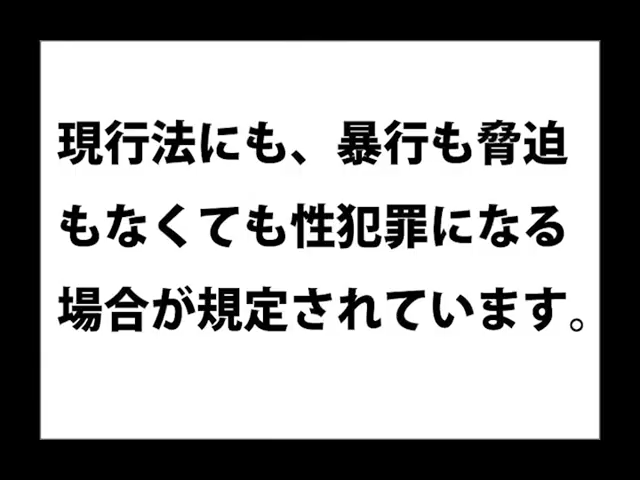 現行法にも、暴行も脅迫
もなくても性犯罪になる
場合が規定されています。